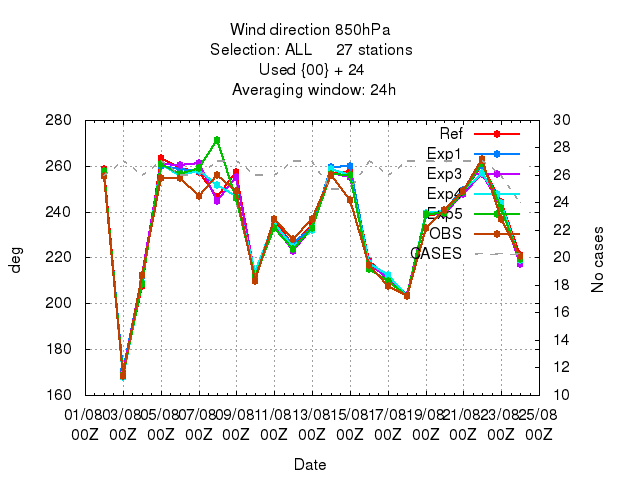 Wind direction 850hPa
Selection: ALL 27 stations
Used {00} + 24
Averaging window: 24h
280 30
Ref 28
Exp1
260 Exp3 26
Exp4 24
240 Exp5
OBS 22
CASES 20
220 18
200 16
14
180 12
160 10
deg
No cases
01/08 03/08 05/08 07/08 09/08 11/08 13/08 15/08 17/08 19/08 21/08 23/08 25/08
00Z 00Z 00Z 00Z 00Z 00Z 00Z 00Z 00Z 00Z 00Z 00Z 00Z
Date